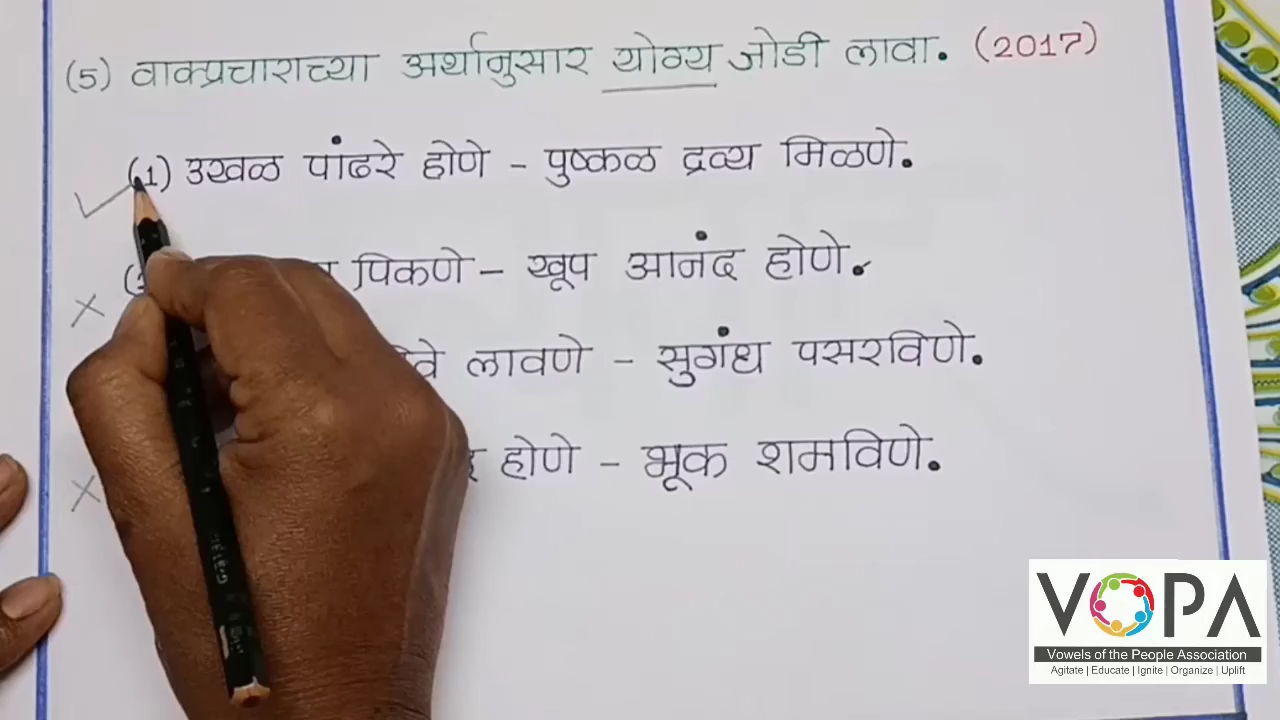 (5) वाक्प्रचाराच्या अर्थानुसार योग्य जोडी लावा. (2017)
(1) उखळ पांढरे होणे - पुष्कळ द्रव्य मिळणे.
पिकणे - खूप आनंद होणे.
लावणे - सुगंध पसरविणे.
होणे - भूक शमविणे.
VOPA
Vowels of the People Association
Agitate | Educate | Ignite | Organize | Uplift